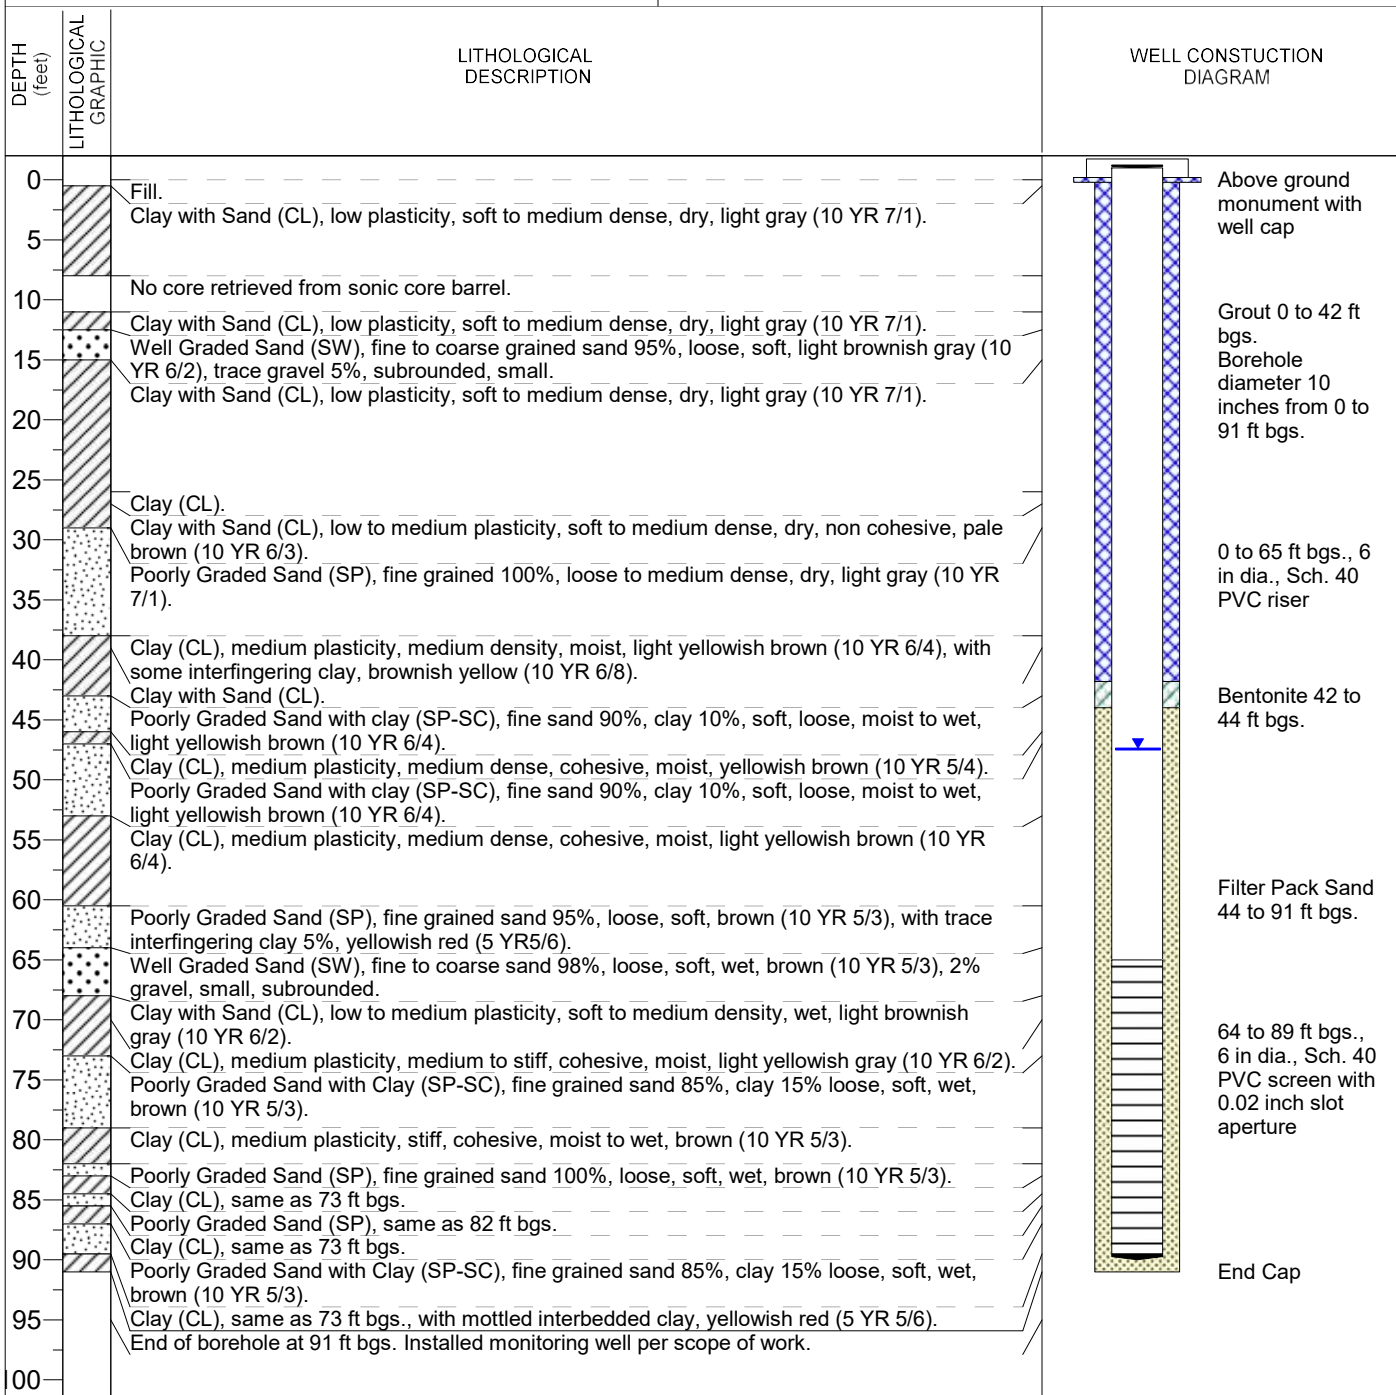 DEPTH
(feet)
LITHOLOGICAL
GRAPHIC
LITHOLOGICAL
DESCRIPTION
WELL CONSTUCTION
DIAGRAM
0
5
10
15
20
25
30
35
40
45
50
55
60
65
70
75
80
85
90
95
100
Fill.
Clay with Sand (CL), low plasticity, soft to medium dense, dry, light gray (10 YR 7/1).
No core retrieved from sonic core barrel.
Clay with Sand (CL), low plasticity, soft to medium dense, dry, light gray (10 YR 7/1).
Well Graded Sand (SW), fine to coarse grained sand 95%, loose, soft, light brownish gray (10
YR 6/2), trace gravel 5%, subrounded, small.
Clay with Sand (CL), low plasticity, soft to medium dense, dry, light gray (10 YR 7/1).
Clay (CL).
Clay with Sand (CL), low to medium plasticity, soft to medium dense, dry, non cohesive, pale
brown (10 YR 6/3).
Poorly Graded Sand (SP), fine grained 100%, loose to medium dense, dry, light gray (10 YR
7/1).
Clay (CL), medium plasticity, medium density, moist, light yellowish brown (10 YR 6/4), with
some interfingering clay, brownish yellow (10 YR 6/8).
Clay with Sand (CL).
Poorly Graded Sand with clay (SP-SC), fine sand 90%, clay 10%, soft, loose, moist to wet,
light yellowish brown (10 YR 6/4).
Clay (CL), medium plasticity, medium dense, cohesive, moist, yellowish brown (10 YR 5/4).
Poorly Graded Sand with clay (SP-SC), fine sand 90%, clay 10%, soft, loose, moist to wet,
light yellowish brown (10 YR 6/4).
Clay (CL), medium plasticity, medium dense, cohesive, moist, light yellowish brown (10 YR
6/4).
Poorly Graded Sand (SP), fine grained sand 95%, loose, soft, brown (10 YR 5/3), with trace
interfingering clay 5%, yellowish red (5 YR5/6).
Well Graded Sand (SW), fine to coarse sand 98%, loose, soft, wet, brown (10 YR 5/3), 2%
gravel, small, subrounded.
Clay with Sand (CL), low to medium plasticity, soft to medium density, wet, light brownish
gray (10 YR 6/2).
Clay (CL), medium plasticity, medium to stiff, cohesive, moist, light yellowish gray (10 YR 6/2).
Poorly Graded Sand with Clay (SP-SC), fine grained sand 85%, clay 15% loose, soft, wet,
brown (10 YR 5/3).
Clay (CL), medium plasticity, stiff, cohesive, moist to wet, brown (10 YR 5/3).
Poorly Graded Sand (SP), fine grained sand 100%, loose, soft, wet, brown (10 YR 5/3).
Clay (CL), same as 73 ft bgs.
Poorly Graded Sand (SP), same as 82 ft bgs.
Clay (CL), same as 73 ft bgs.
Poorly Graded Sand with Clay (SP-SC), fine grained sand 85%, clay 15% loose, soft, wet,
brown (10 YR 5/3).
Clay (CL), same as 73 ft bgs., with mottled interbedded clay, yellowish red (5 YR 5/6).
End of borehole at 91 ft bgs. Installed monitoring well per scope of work.
Above ground
monument with
well cap
Grout 0 to 42 ft
bgs.
Borehole
diameter 10
inches from 0 to
91 ft bgs.
0 to 65 ft bgs., 6
in dia., Sch. 40
PVC riser
Bentonite 42 to
44 ft bgs.
Filter Pack Sand
44 to 91 ft bgs.
64 to 89 ft bgs.,
6 in dia., Sch. 40
PVC screen with
0.02 inch slot
aperture
End Cap